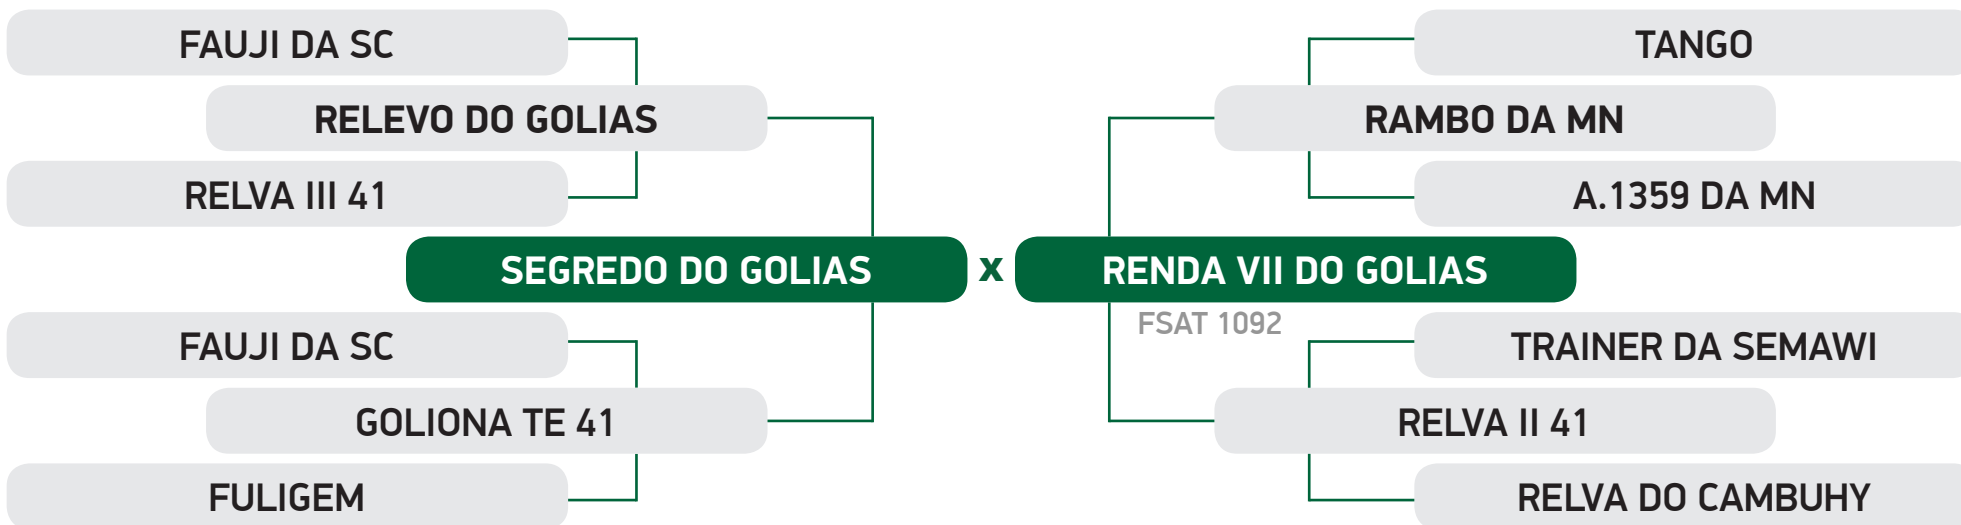 FAUJI DA SC
TANGO
RELEVO DO GOLIAS
RAMBO DA MN
RELVA III 41
A.1359 DA MN
SEGREDO DO GOLIAS x RENDA VII DO GOLIAS
FSAT 1092
FAUJI DA SC
TRAINER DA SEMAWI
GOLIONA TE 41
RELVA II 41
FULIGEM
RELVA DO CAMBUHY